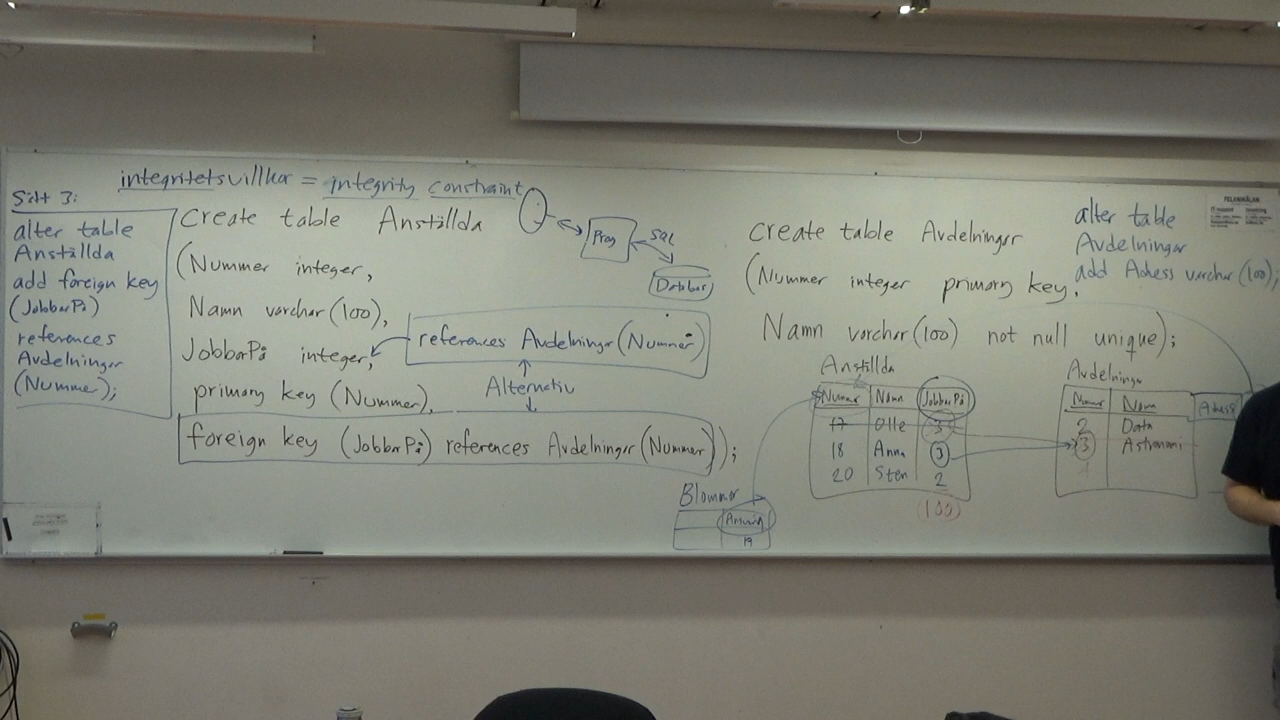 integritetsvillkor = integrity constraint
Sätt 3:
alter table
Anställda
add foreign key
(JobbarPå)
references
Avdelningar
(Nummer);
Create table Anställda
(Nummer integer,
Namn varchar(100),
JobbarPå integer,
references Avdelningar (Nummer)
Alternativ
primary key (Nummer),
foreign key (JobbarPå) references Avdelningar (Nummer));
Prog
SQL
Databas
Create table Avdelningar
(Nummer integer primary key,
Namn varchar(100) not null unique);
alter table
Avdelningar
add Adress varchar(100);
Anställda
Nummer Namn JobbarPå
17 Olle 3
18 Anna 3
20 Sten 2
100
Avdelningar
Nummer Namn Adress
2 Data
3 Astronomi
Blommor
Ansvarig
19
FELANMÄLAN